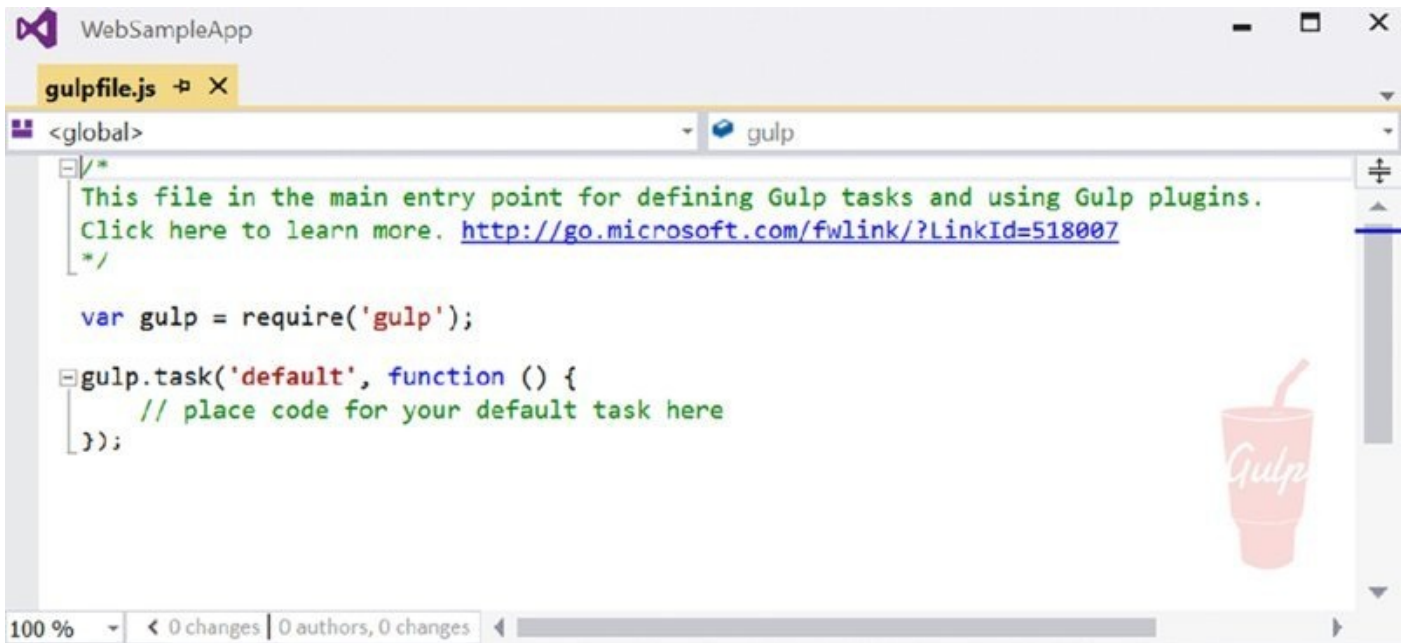 WebSampleApp
gulpfile.js
<global>
gulp
/*
This file in the main entry point for defining Gulp tasks and using Gulp plugins.
Click here to learn more. http://go.microsoft.com/fwlink/?LinkId=518007
*/
var gulp = require('gulp');
gulp.task('default', function () {
// place code for your default task here
});
Gulp
100 %
0 changes | 0 authors, 0 changes